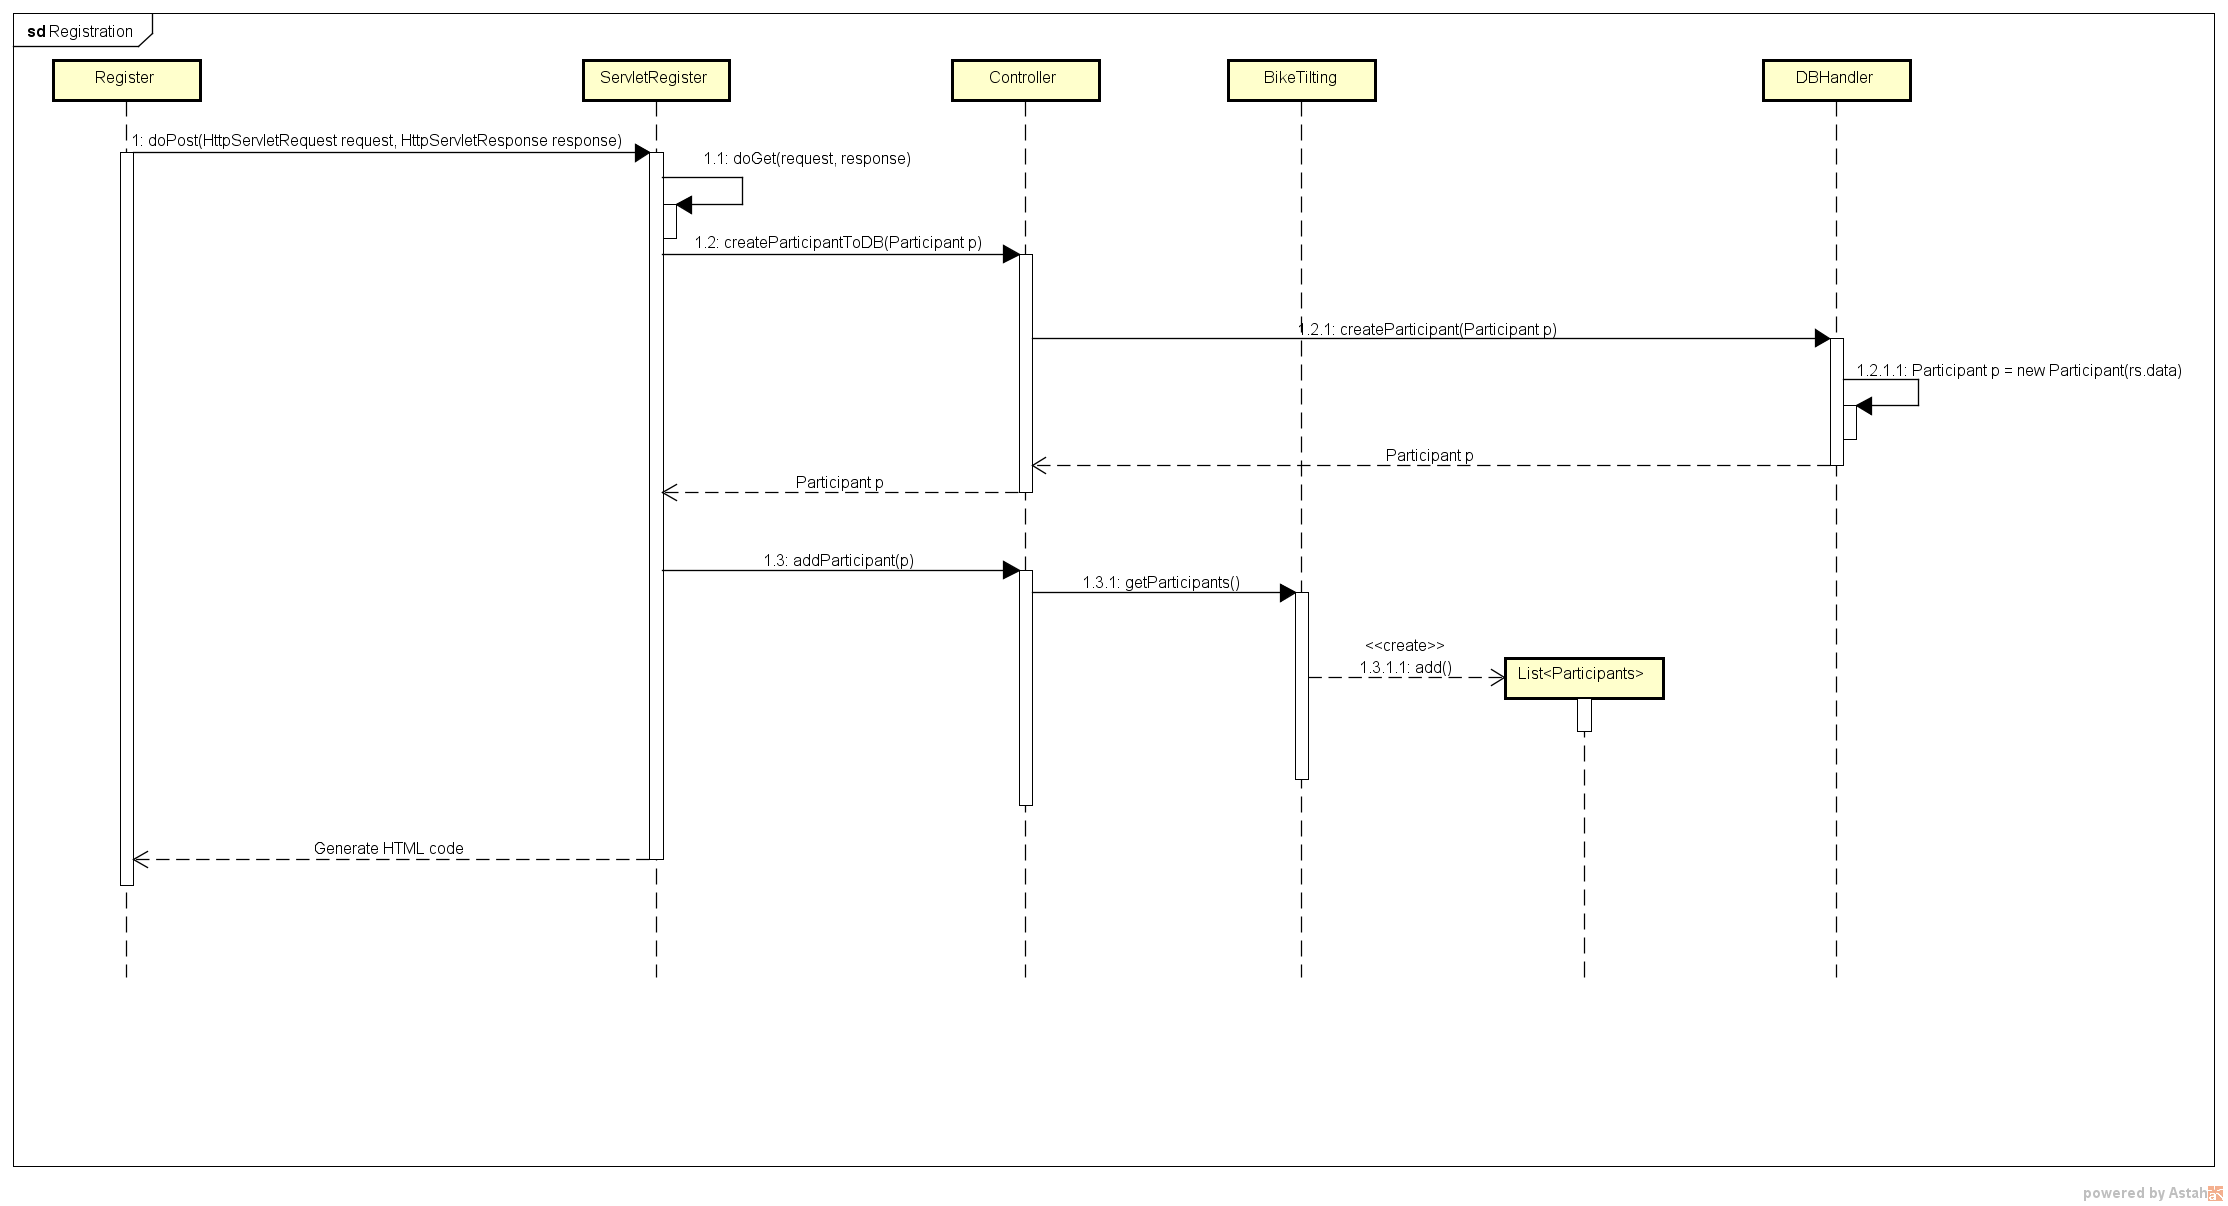 sd Registration
Register
ServletRegister
Controller
BikeTilting
DBHandler
1: doPost(HttpServletRequest request, HttpServletResponse response)
1.1: doGet(request, response)
1.2: createParticipantToDB(Participant p)
1.2.1: createParticipant(Participant p)
1.2.1.1: Participant p = new Participant(rs.data)
Participant p
Participant p
1.3: addParticipant(p)
1.3.1: getParticipants()
<<create>>
1.3.1.1: add()
List<Participants>
Generate HTML code
powered by Astah